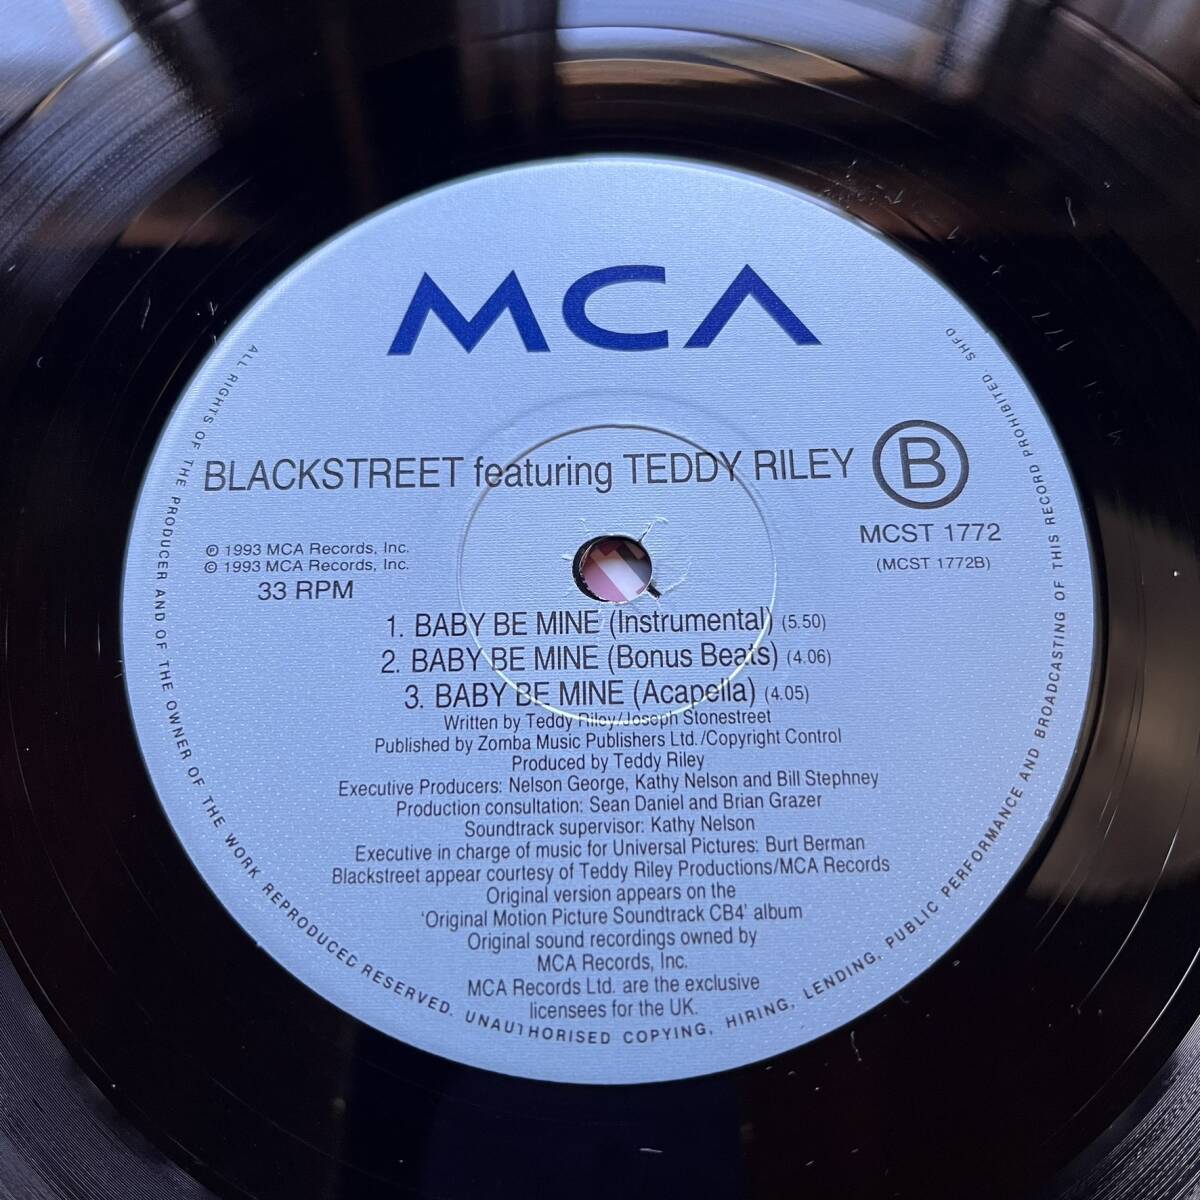 MCA
BLACKSTREET featuring TEDDY RILEY
B
MCST 1772
(MCST 1772B)
℗ 1993 MCA Records, Inc.
© 1993 MCA Records, Inc.
33 RPM
1. BABY BE MINE (Instrumental) (5.50)
2. BABY BE MINE (Bonus Beats) (4.06)
3. BABY BE MINE (Acapella) (4.05)
Written by Teddy Riley/Joseph Stonestreet
Published by Zomba Music Publishers Ltd./Copyright Control
Produced by Teddy Riley
Executive Producers: Nelson George, Kathy Nelson and Bill Stephney
Production consultation: Sean Daniel and Brian Grazer
Soundtrack supervisor: Kathy Nelson
Executive in charge of music for Universal Pictures: Burt Berman
Blackstreet appear courtesy of Teddy Riley Productions/MCA Records
Original version appears on the
'Original Motion Picture Soundtrack CB4' album
Original sound recordings owned by
MCA Records, Inc.
MCA Records Ltd. are the exclusive
licensees for the UK.
ALL RIGHTS OF THE PRODUCER AND OF THE OWNER OF THE WORK REPRODUCED RESERVED. UNAUTHORISED COPYING, HIRING, LENDING, PUBLIC PERFORMANCE AND BROADCASTING OF THIS RECORD PROHIBITED. SHFD